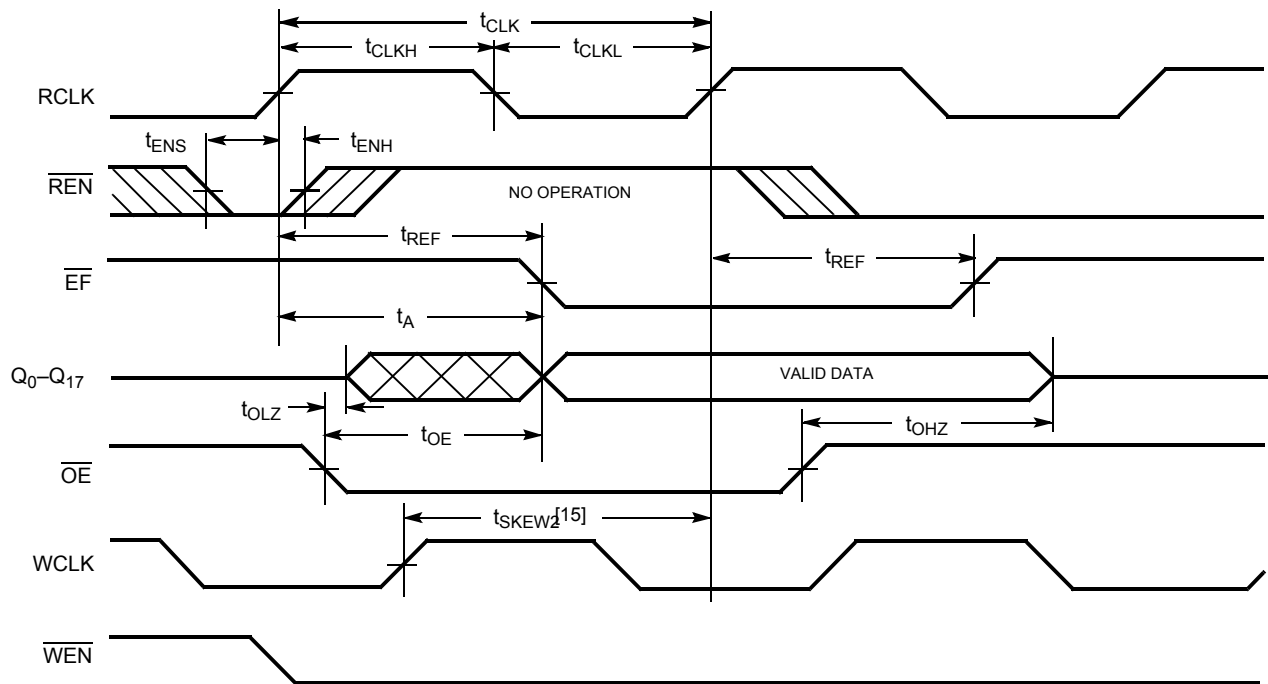 tCLK
tCLKH
tCLKL
RCLK
tENS
tENH
REN
NO OPERATION
tREF
tREF
EF
tA
Q0–Q17
VALID DATA
tOLZ
tOE
tOHZ
OE
tSKEW2[15]
WCLK
WEN